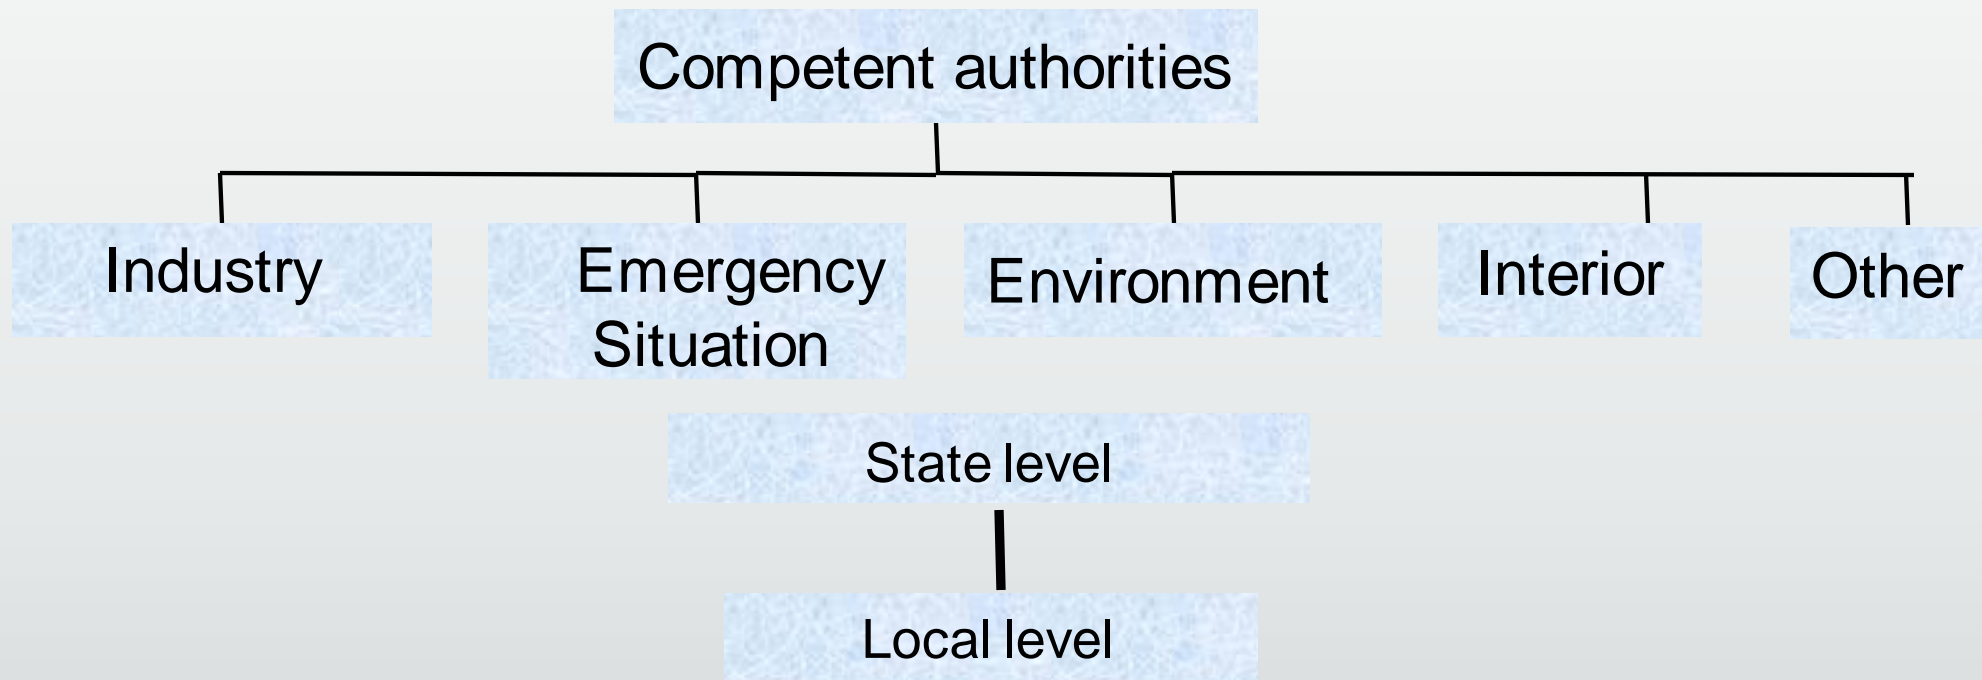 Competent authorities
Industry
Emergency
Situation
Environment
Interior
Other
State level
Local level